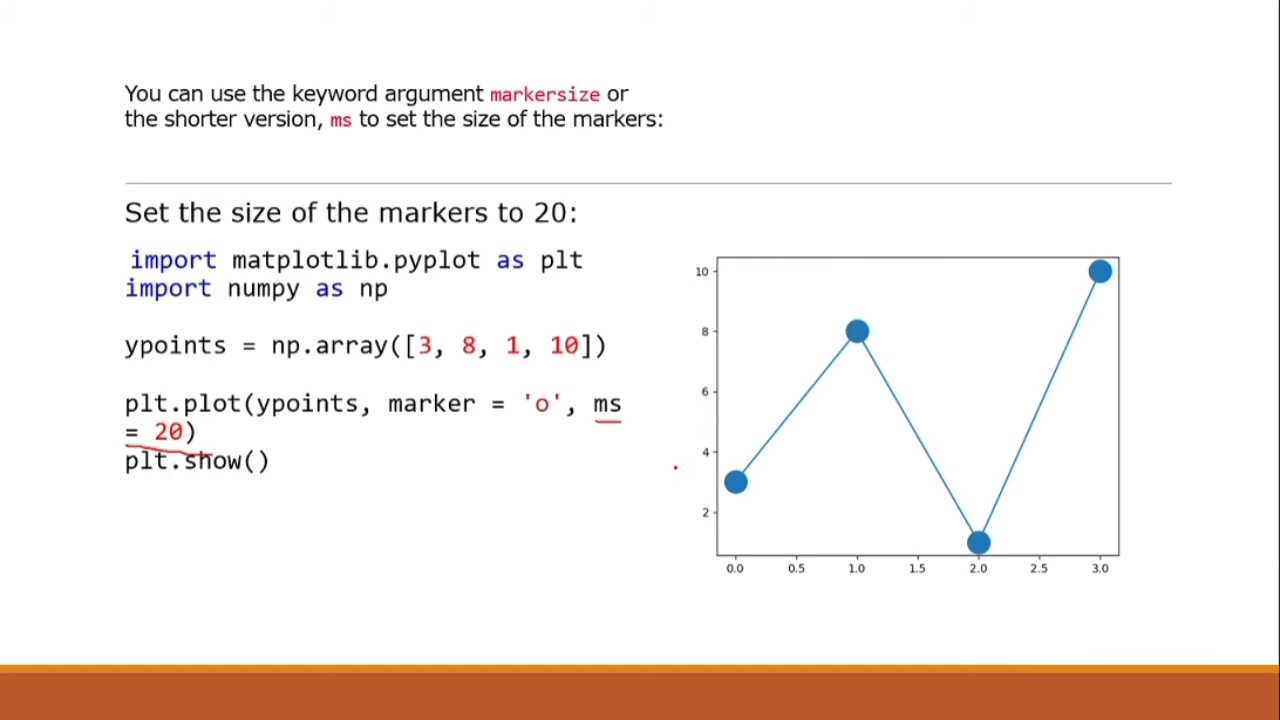 You can use the keyword argument markersize or
the shorter version, ms to set the size of the markers:
Set the size of the markers to 20:
import matplotlib.pyplot as plt
import numpy as np
ypoints = np.array([3, 8, 1, 10])
plt.plot(ypoints, marker = 'o', ms
= 20)
plt.show()
10
8
6
4
2
0.0 0.5 1.0 1.5 2.0 2.5 3.0